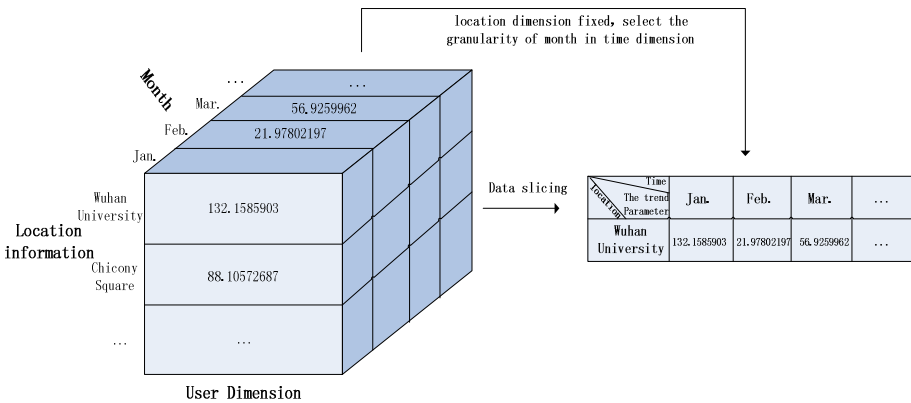 location dimension fixed, select the
granularity of month in time dimension
Month
...
...
Mar.
56.9259962
Feb.
21.97802197
Jan.
Wuhan
University
132.1585903
Location
information
Chicony
Square
88.10572687
...
...
User Dimension
Data slicing
Time
The trend
Parameter
location
Jan.
Feb.
Mar.
...
Wuhan
University
132.1585903
21.97802197
56.9259962
...